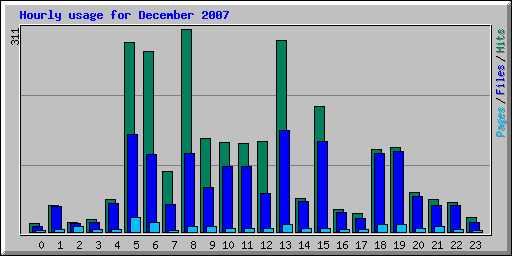 Hourly usage for December 2007
311
Pages / Files / Hits
0 1 2 3 4 5 6 7 8 9 10 11 12 13 14 15 16 17 18 19 20 21 22 23